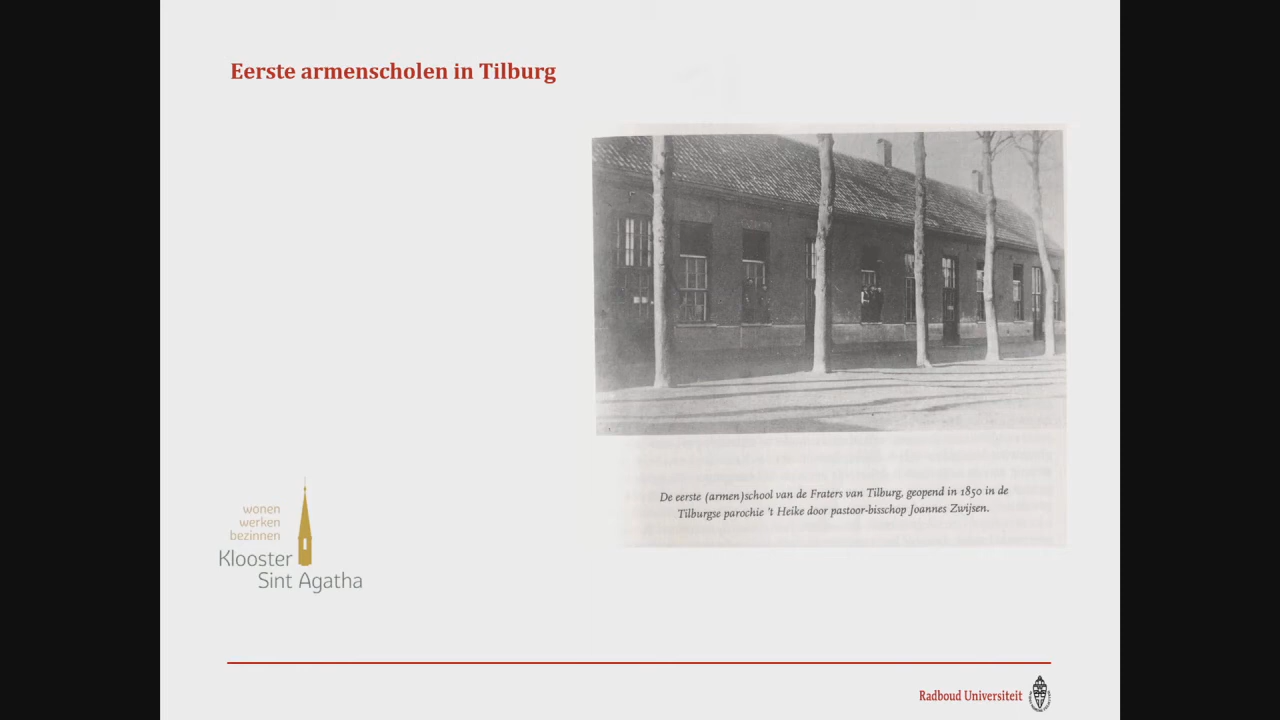 Eerste armenscholen in Tilburg
De eerste (armen)school van de Fraters van Tilburg, geopend in 1850 in de
Tilburgse parochie 't Heike door pastoor-bisschop Joannes Zwijsen.
wonen
werken
bezinnen
Klooster
Sint Agatha
Radboud Universiteit